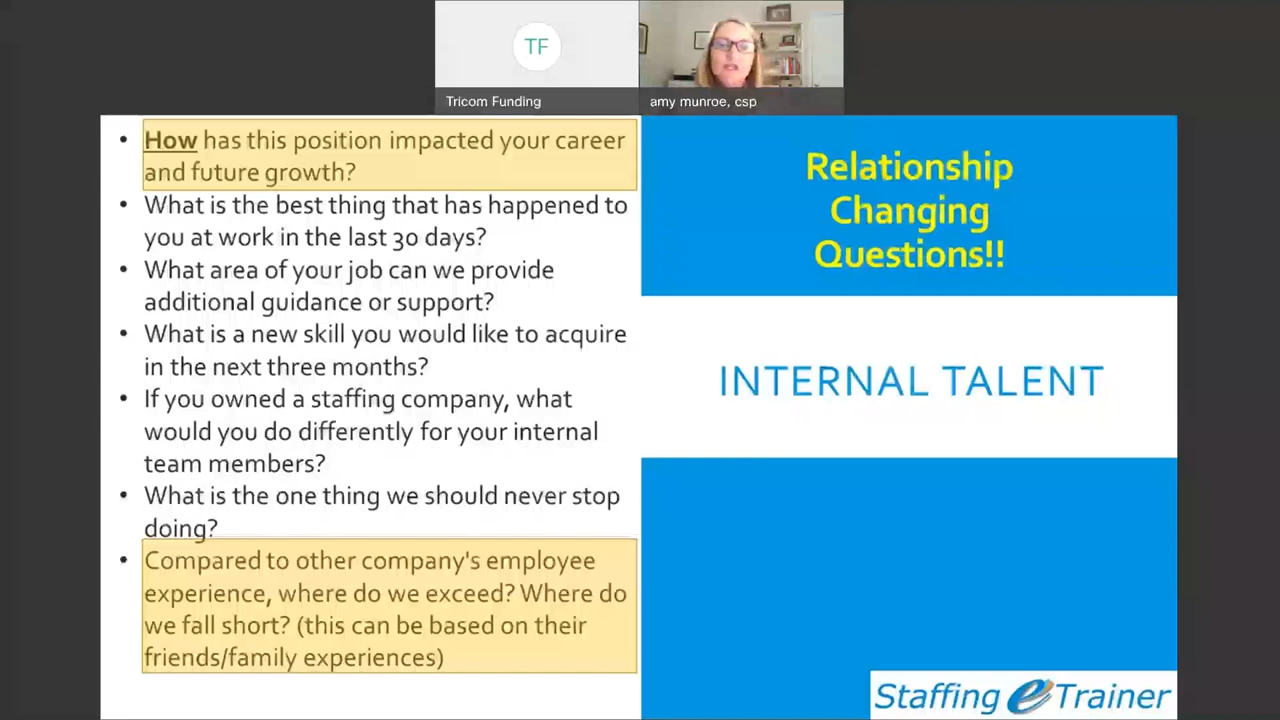 TF
Tricom Funding
amy munroe, csp
• How has this position impacted your career
and future growth?
• What is the best thing that has happened to
you at work in the last 30 days?
• What area of your job can we provide
additional guidance or support?
• What is a new skill you would like to acquire
in the next three months?
• If you owned a staffing company, what
would you do differently for your internal
team members?
• What is the one thing we should never stop
doing?
• Compared to other company's employee
experience, where do we exceed? Where do
we fall short? (this can be based on their
friends/family experiences)
Relationship
Changing
Questions!!
INTERNAL TALENT
Staffing eTrainer